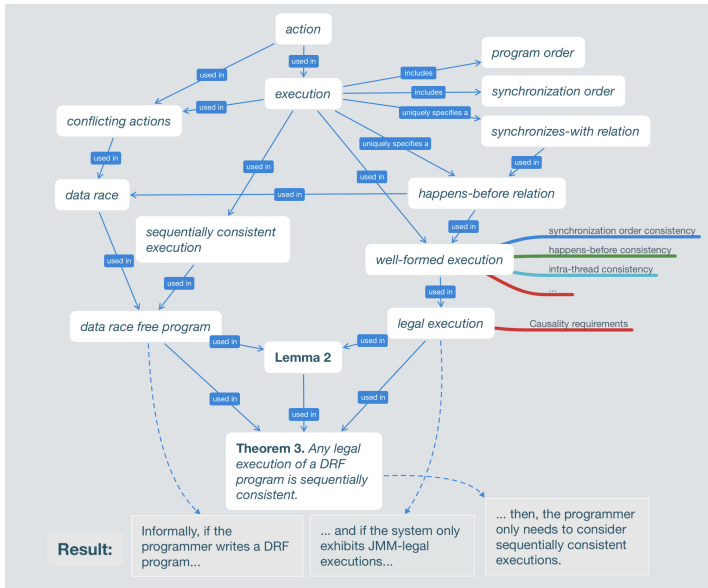 action
used in
used in
program order
includes
execution
includes
synchronization order
used in
uniquely specifies a
conflicting actions
synchronizes-with relation
uniquely specifies a
used in
used in
used in
data race
used in
happens-before relation
used in
used in
sequentially consistent
execution
synchronization order consistency
happens-before consistency
well-formed execution
used in
intra-thread consistency
used in
...
used in
data race free program
legal execution
Causality requirements
used in
used in
Lemma 2
used in
used in
used in
Theorem 3. Any legal
execution of a DRF
program is sequentially
consistent.
Result:
Informally, if the
programmer writes a DRF
program...
... and if the system only
exhibits JMM-legal
executions...
... then, the programmer
only needs to consider
sequentially consistent
executions.